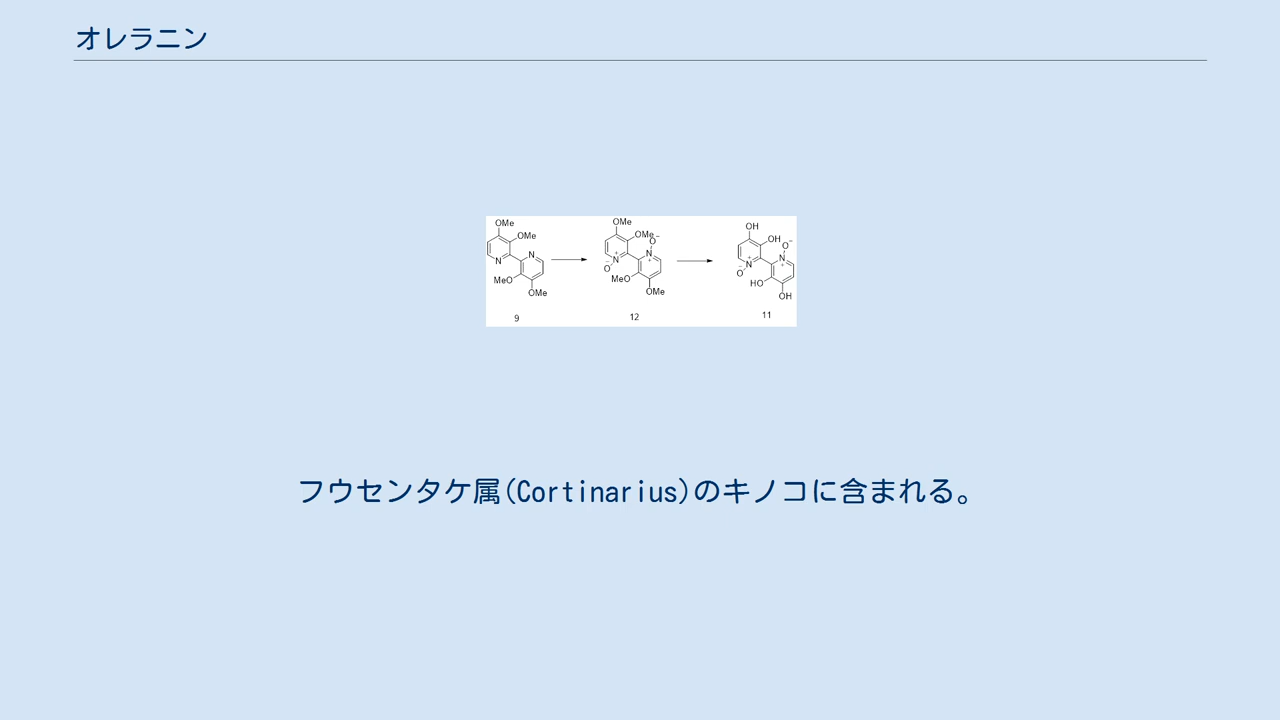 オレラニン
OMe OMe OMe OMe
OMe N N OMe
N MeO O⁻ N⁺ N⁺ O⁻ MeO
OH OH O⁻ N⁺ N⁺ O⁻ HO OH
9 12 11
フウセンタケ属(Cortinarius)のキノコに含まれる。